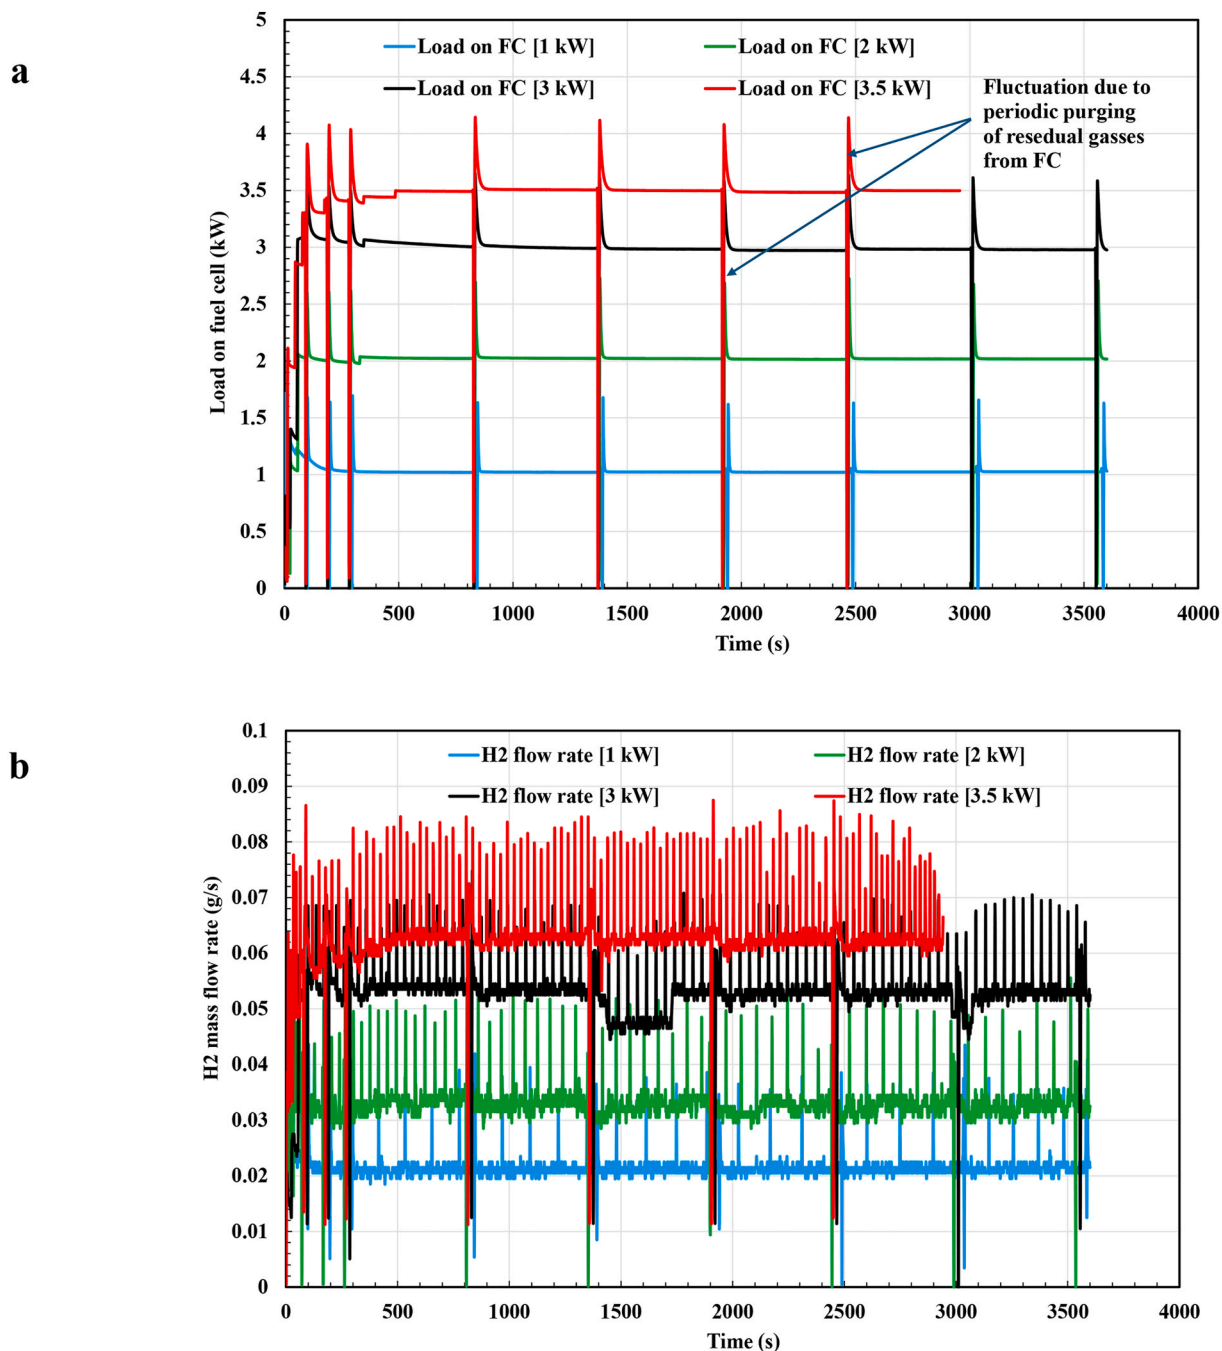 a
Load on fuel cell (kW)
5
4.5
4
3.5
3
2.5
2
1.5
1
0.5
0
Load on FC [1 kW]
Load on FC [2 kW]
Load on FC [3 kW]
Load on FC [3.5 kW]
Fluctuation due to
periodic purging
of resedual gasses
from FC
0 500 1000 1500 2000 2500 3000 3500 4000
Time (s)
b
H2 mass flow rate (g/s)
0.1
0.09
0.08
0.07
0.06
0.05
0.04
0.03
0.02
0.01
0
H2 flow rate [1 kW]
H2 flow rate [2 kW]
H2 flow rate [3 kW]
H2 flow rate [3.5 kW]
0 500 1000 1500 2000 2500 3000 3500 4000
Time (s)